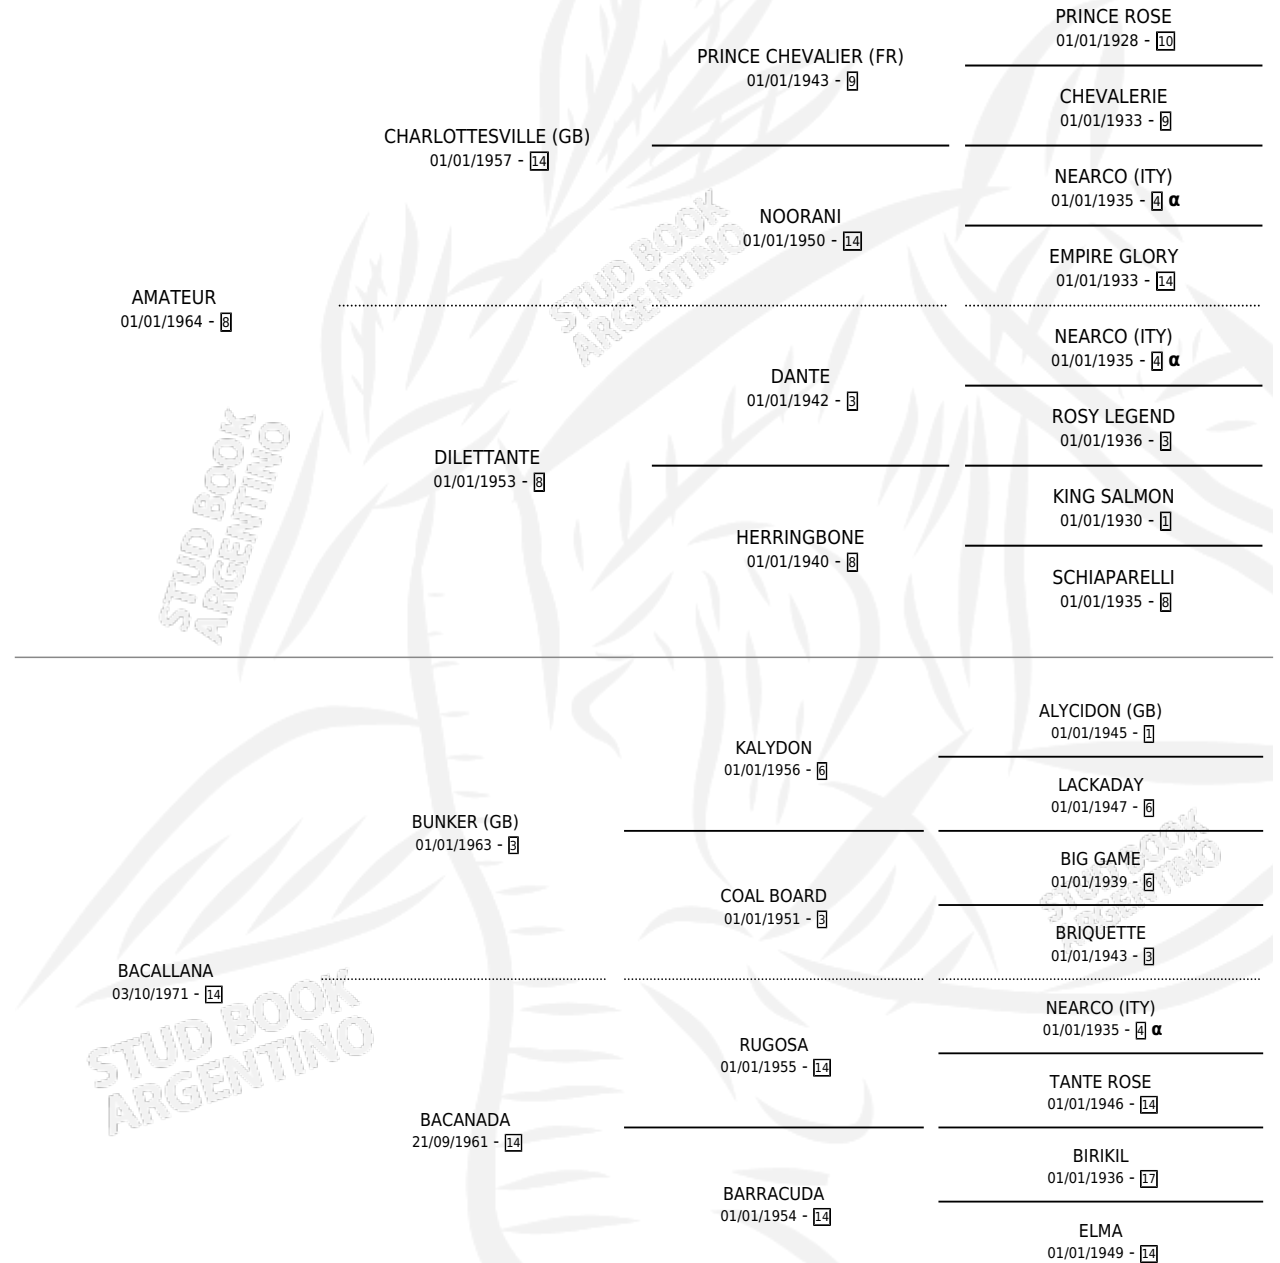 PRINCE ROSE
01/01/1928 - 10
PRINCE CHEVALIER (FR)
01/01/1943 - 9
CHEVALERIE
01/01/1933 - 9
CHARLOTTESVILLE (GB)
01/01/1957 - 14
NEARCO (ITY)
01/01/1935 - 4 α
NOORANI
01/01/1950 - 14
EMPIRE GLORY
01/01/1933 - 14
AMATEUR
01/01/1964 - 8
NEARCO (ITY)
01/01/1935 - 4 α
DANTE
01/01/1942 - 3
ROSY LEGEND
01/01/1936 - 3
DILETTANTE
01/01/1953 - 8
KING SALMON
01/01/1930 - 1
HERRINGBONE
01/01/1940 - 8
SCHIAPARELLI
01/01/1935 - 8
ALYCIDON (GB)
01/01/1945 - 1
KALYDON
01/01/1956 - 6
LACKADAY
01/01/1947 - 6
BUNKER (GB)
01/01/1963 - 3
BIG GAME
01/01/1939 - 6
COAL BOARD
01/01/1951 - 3
BRIQUETTE
01/01/1943 - 3
BACALLANA
03/10/1971 - 14
NEARCO (ITY)
01/01/1935 - 4 α
RUGOSA
01/01/1955 - 14
TANTE ROSE
01/01/1946 - 14
BACANADA
21/09/1961 - 14
BIRIKIL
01/01/1936 - 17
BARRACUDA
01/01/1954 - 14
ELMA
01/01/1949 - 14
STUD BOOK
ARGENTINO
STUD BOOK
ARGENTINO
STUD BOOK
ARGENTINO
STUD BOOK
ARGENTINO